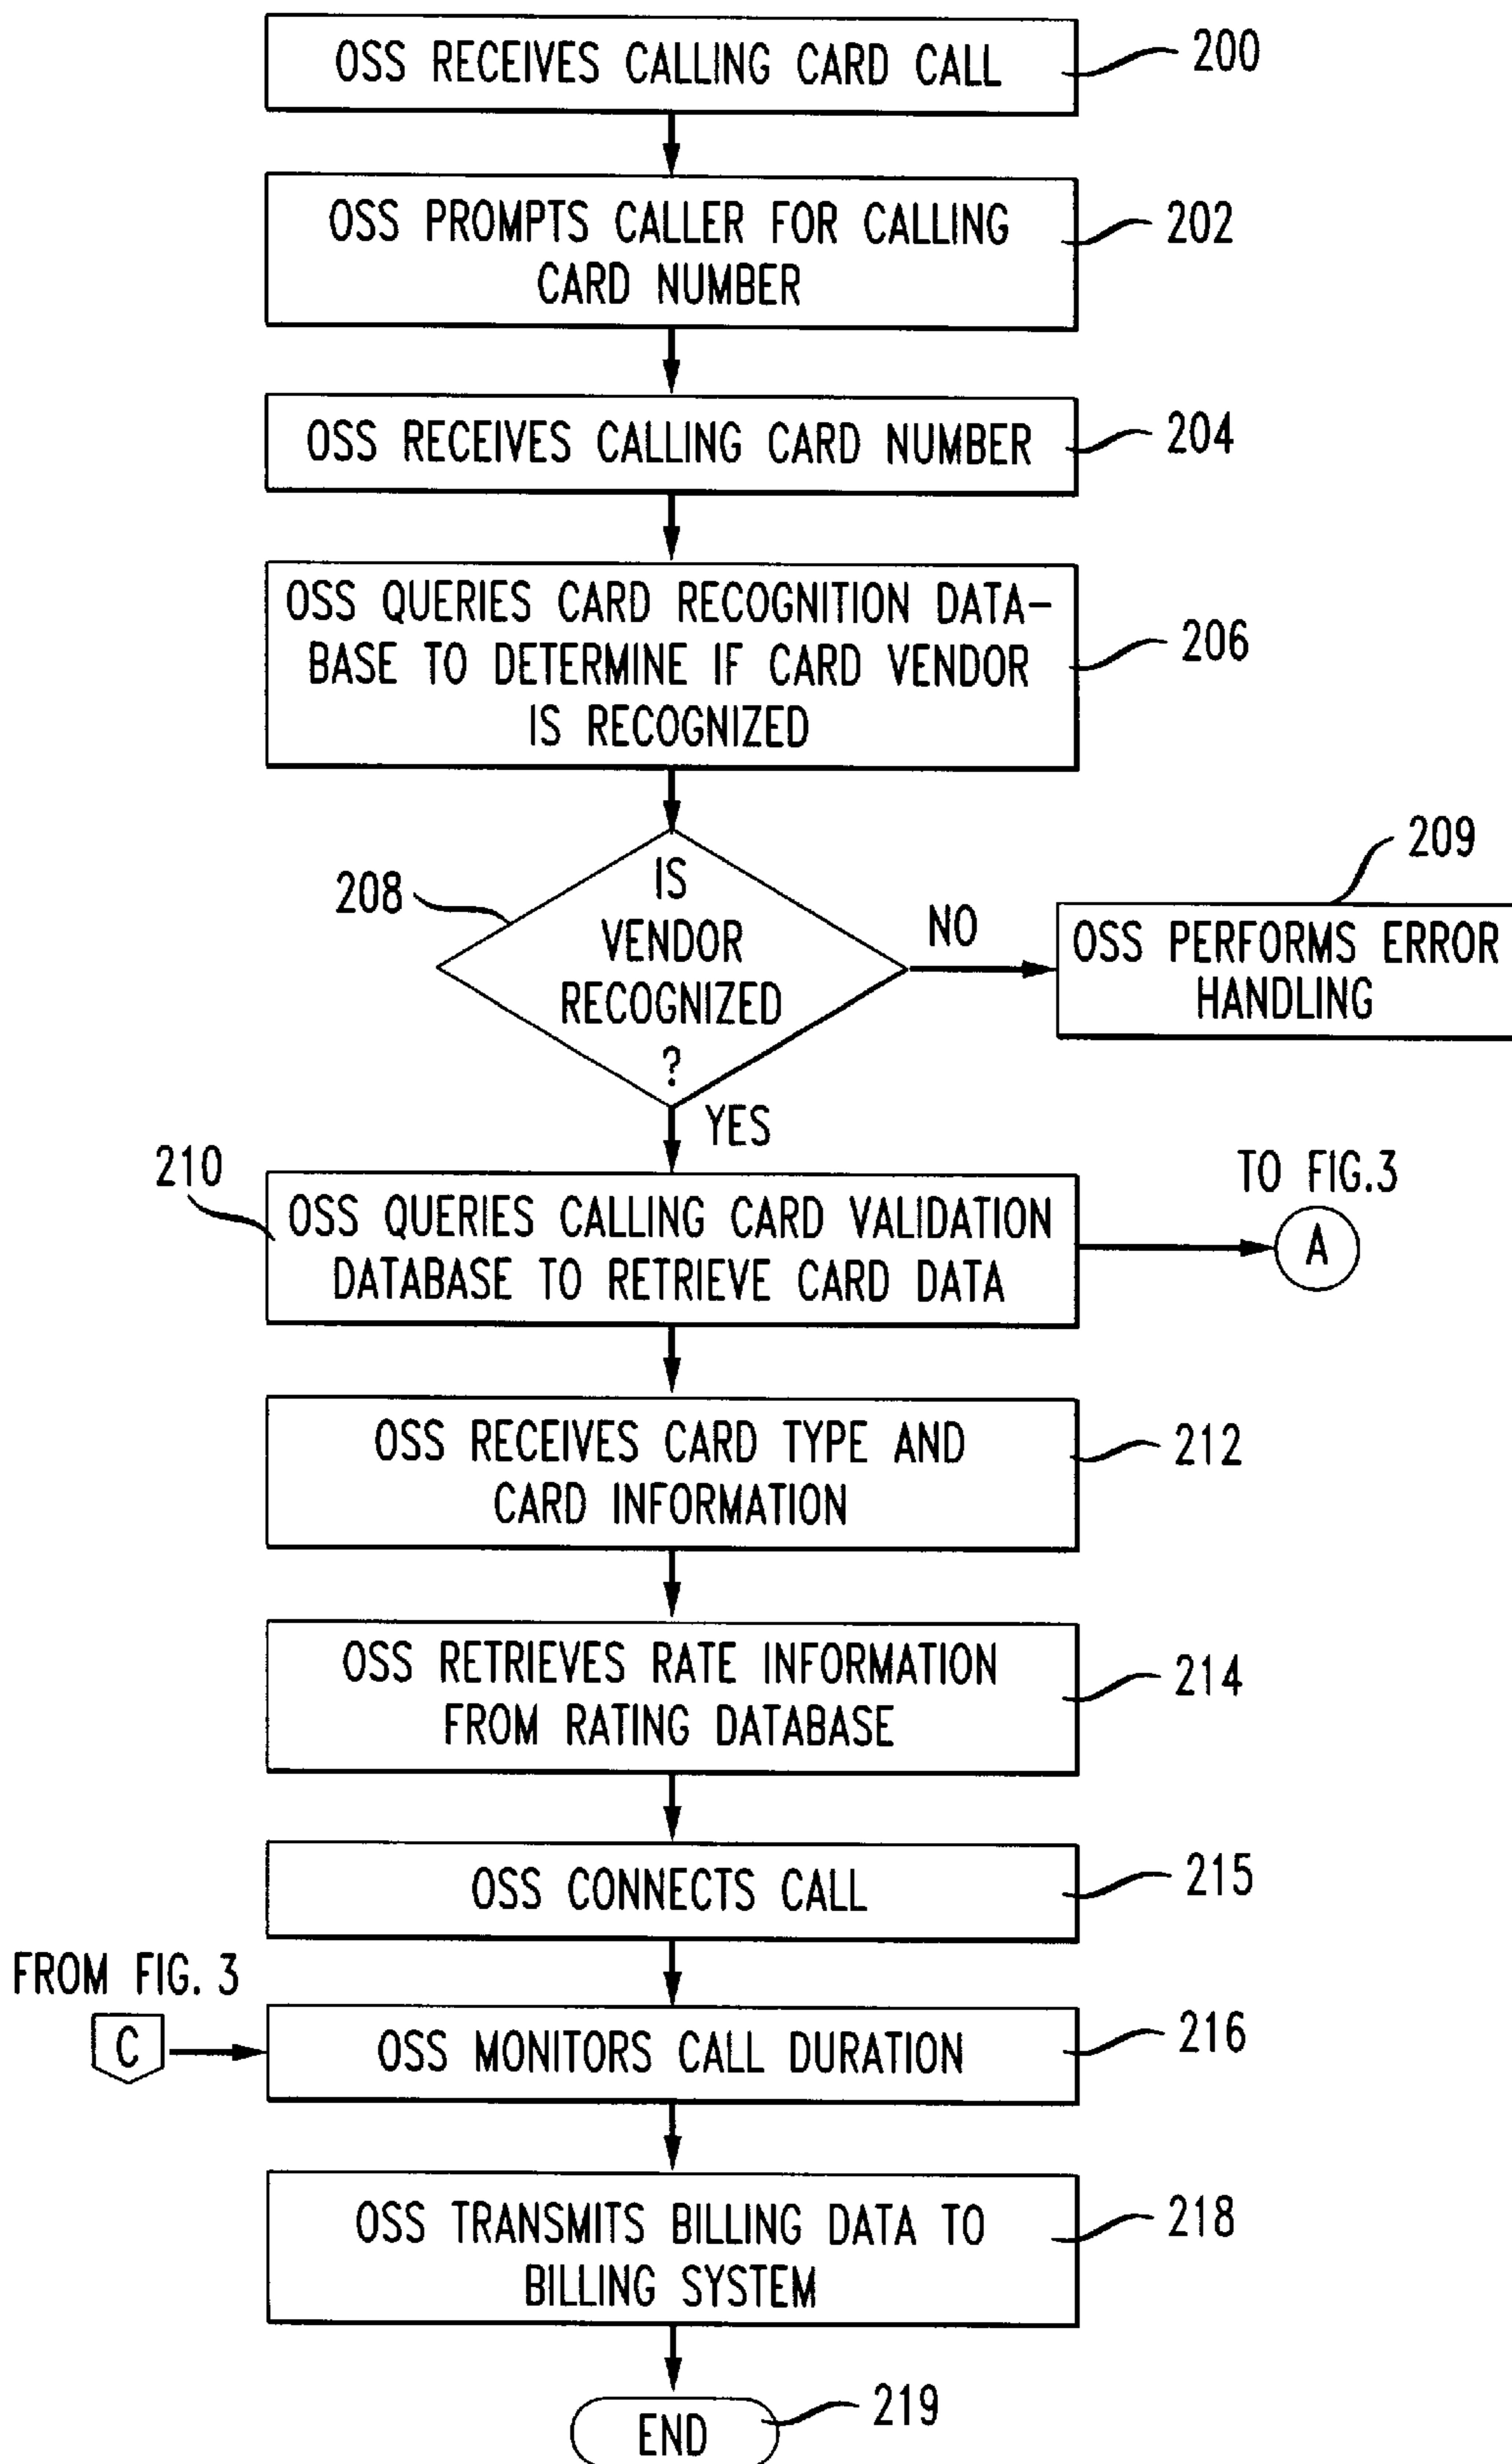 OSS RECEIVES CALLING CARD CALL
200
OSS PROMPTS CALLER FOR CALLING
CARD NUMBER
202
OSS RECEIVES CALLING CARD NUMBER
204
OSS QUERIES CARD RECOGNITION DATA-
BASE TO DETERMINE IF CARD VENDOR
IS RECOGNIZED
206
208
IS
VENDOR
RECOGNIZED
?
NO
209
OSS PERFORMS ERROR
HANDLING
YES
210
OSS QUERIES CALLING CARD VALIDATION
DATABASE TO RETRIEVE CARD DATA
TO FIG.3
A
OSS RECEIVES CARD TYPE AND
CARD INFORMATION
212
OSS RETRIEVES RATE INFORMATION
FROM RATING DATABASE
214
OSS CONNECTS CALL
215
FROM FIG. 3
C
OSS MONITORS CALL DURATION
216
OSS TRANSMITS BILLING DATA TO
BILLING SYSTEM
218
END
219